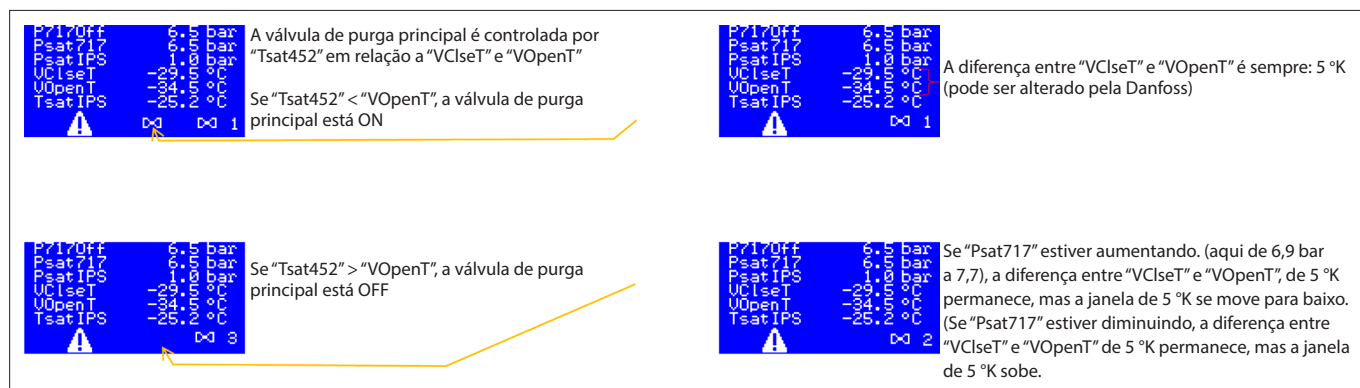 P717Off 6.5 bar
Psat717 6.5 bar
PsatIPS 1.0 bar
VClseT -29.5 °C
VOpenT -34.5 °C
TsatIPS -25.2 °C
1
A válvula de purga principal é controlada por
“Tsat452” em relação a “VClseT” e “VOpenT”
Se “Tsat452” < “VOpenT”, a válvula de purga
principal está ON
P717Off 6.5 bar
Psat717 6.5 bar
PsatIPS 1.0 bar
VClseT -29.5 °C
VOpenT -34.5 °C
TsatIPS -25.2 °C
1
A diferença entre “VClseT” e “VOpenT” é sempre: 5 °K
(pode ser alterado pela Danfoss)
P717Off 6.5 bar
Psat717 6.5 bar
PsatIPS 1.0 bar
VClseT -29.5 °C
VOpenT -34.5 °C
TsatIPS -25.2 °C
3
Se “Tsat452” > “VOpenT”, a válvula de purga
principal está OFF
P717Off 6.5 bar
Psat717 6.5 bar
PsatIPS 1.0 bar
VClseT -29.5 °C
VOpenT -34.5 °C
TsatIPS -25.2 °C
2
Se “Psat717” estiver aumentando. (aqui de 6,9 bar
a 7,7), a diferença entre “VClseT” e “VOpenT”, de 5 °K
permanece, mas a janela de 5 °K se move para baixo.
(Se “Psat717” estiver diminuindo, a diferença entre
“VClseT” e “VOpenT” de 5 °K permanece, mas a janela
de 5 °K sobe.